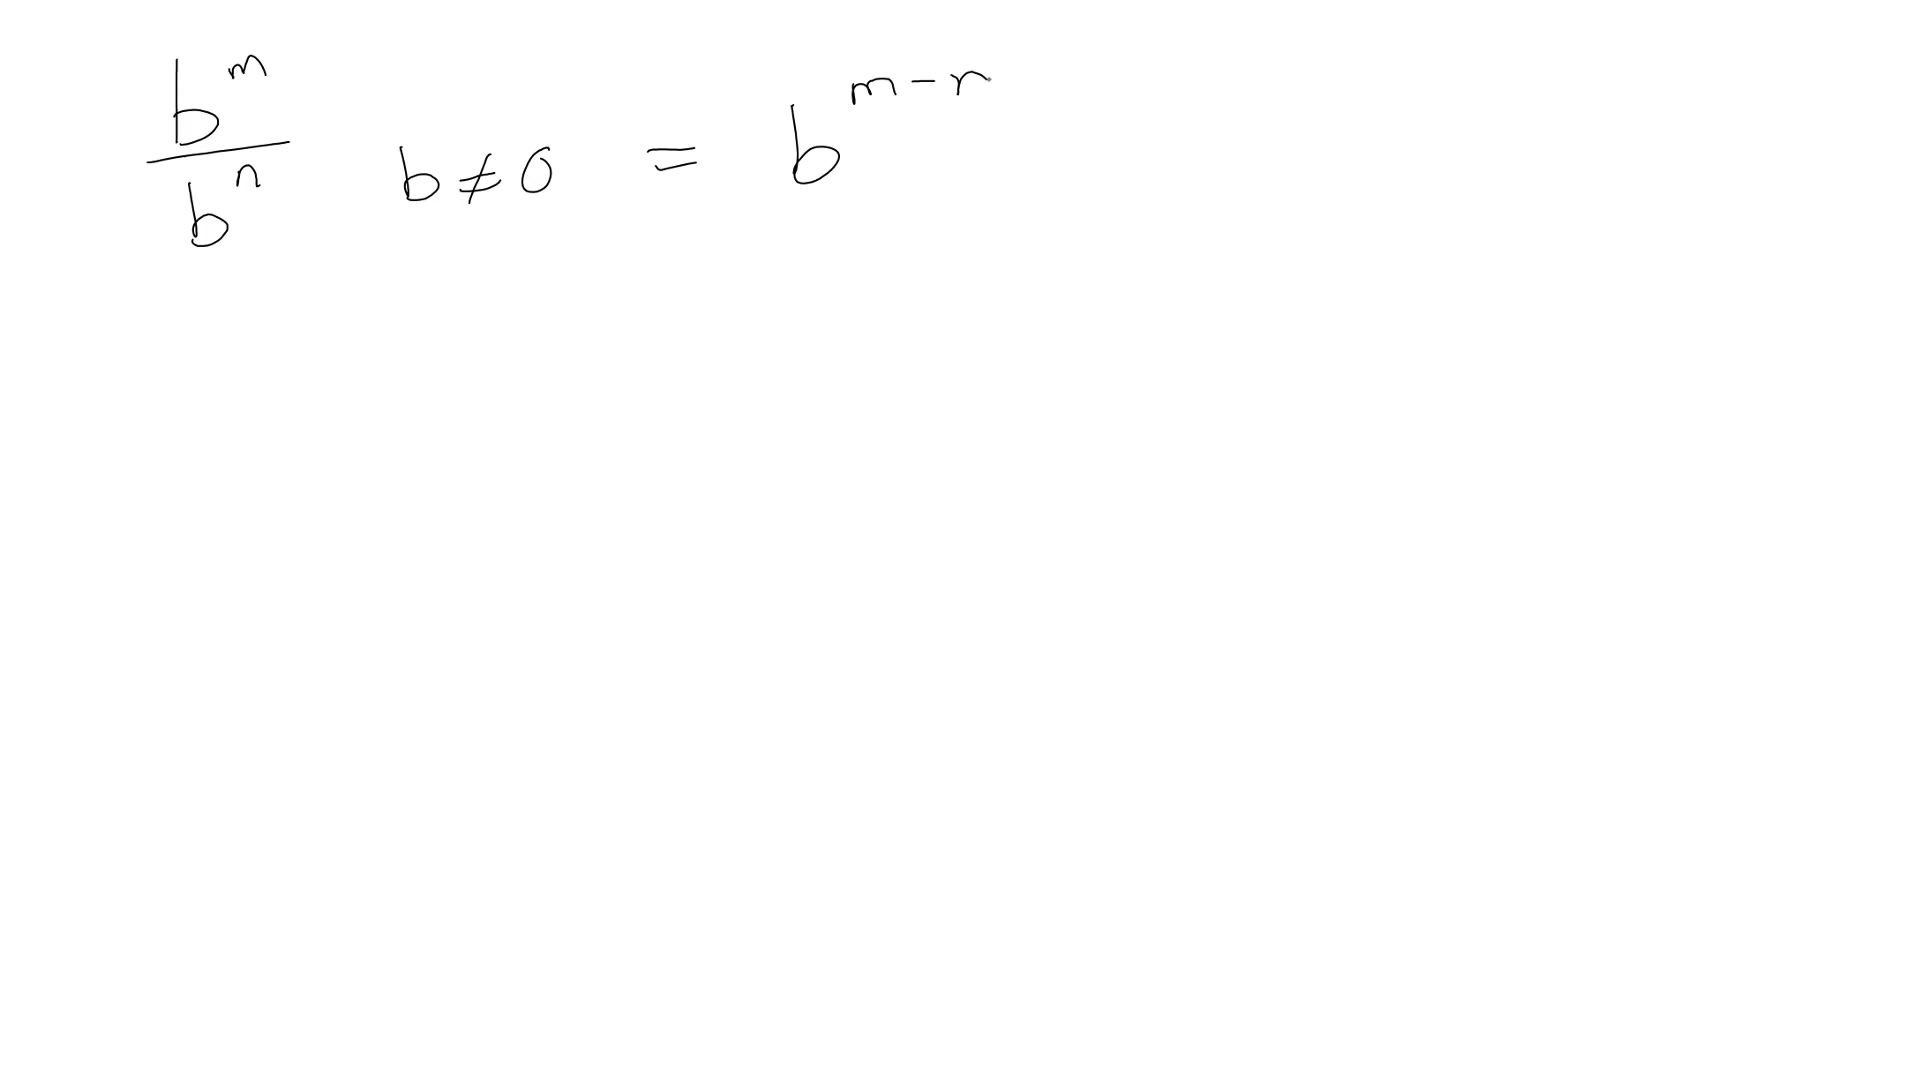 b^m / b^n b ≠ 0 = b^(m-n)